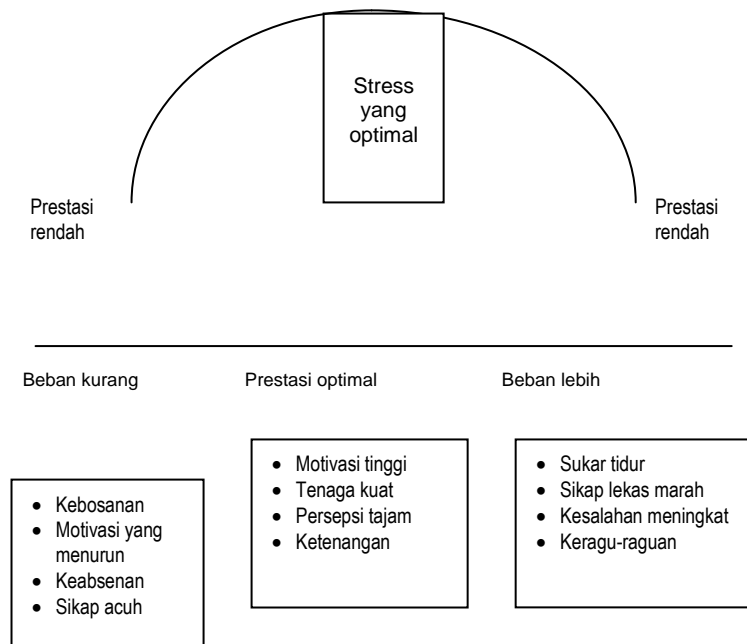 Stress
yang
optimal
Prestasi
rendah
Prestasi
rendah
Beban kurang
Prestasi optimal
Beban lebih
• Kebosanan
• Motivasi yang
menurun
• Keabsenan
• Sikap acuh
• Motivasi tinggi
• Tenaga kuat
• Persepsi tajam
• Ketenangan
• Sukar tidur
• Sikap lekas marah
• Kesalahan meningkat
• Keragu-raguan